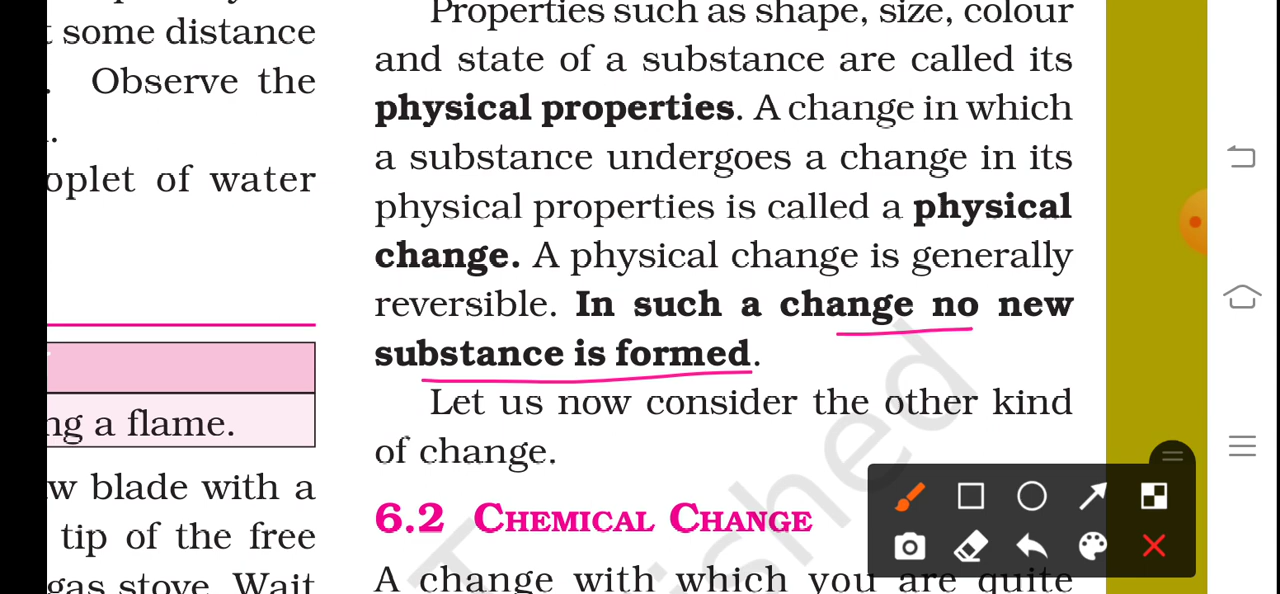 t some distance
. Observe the
.
oplet of water
ng a flame.
w blade with a
tip of the free
gas stove. Wait
Properties such as shape, size, colour
and state of a substance are called its
physical properties. A change in which
a substance undergoes a change in its
physical properties is called a physical
change. A physical change is generally
reversible. In such a change no new
substance is formed.
Let us now consider the other kind
of change.
6.2 CHEMICAL CHANGE
A change with which you are quite